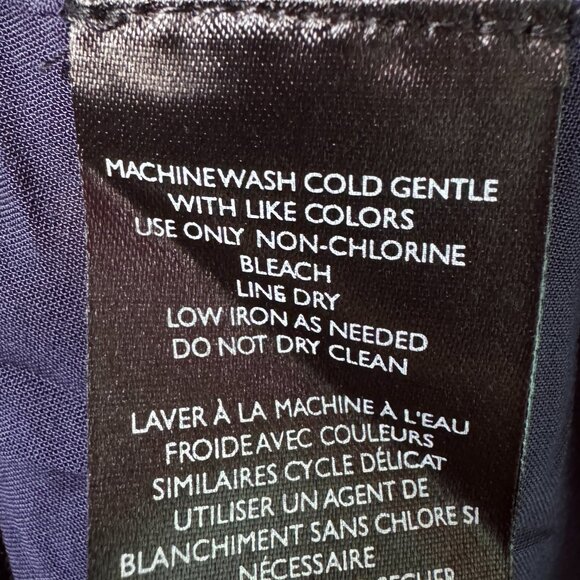 MACHINE WASH COLD GENTLE
WITH LIKE COLORS
USE ONLY NON-CHLORINE
BLEACH
LINE DRY
LOW IRON AS NEEDED
DO NOT DRY CLEAN
LAVER À LA MACHINE À L'EAU
FROIDE AVEC COULEURS
SIMILAIRES CYCLE DÉLICAT
UTILISER UN AGENT DE
BLANCHIMENT SANS CHLORE SI
NÉCESSAIRE